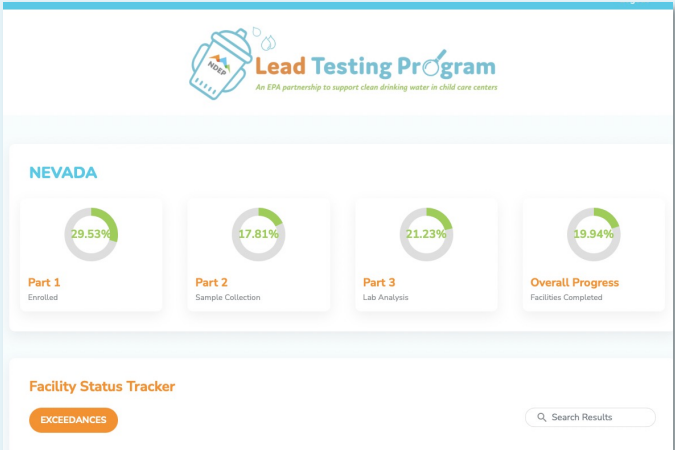 NDEP
Lead Testing Program
An EPA partnership to support clean drinking water in child care centers
NEVADA
29.53%
17.81%
21.23%
19.94%
Part 1
Part 2
Part 3
Overall Progress
Enrolled
Sample Collection
Lab Analysis
Facilities Completed
Facility Status Tracker
EXCEEDANCES
Search Results